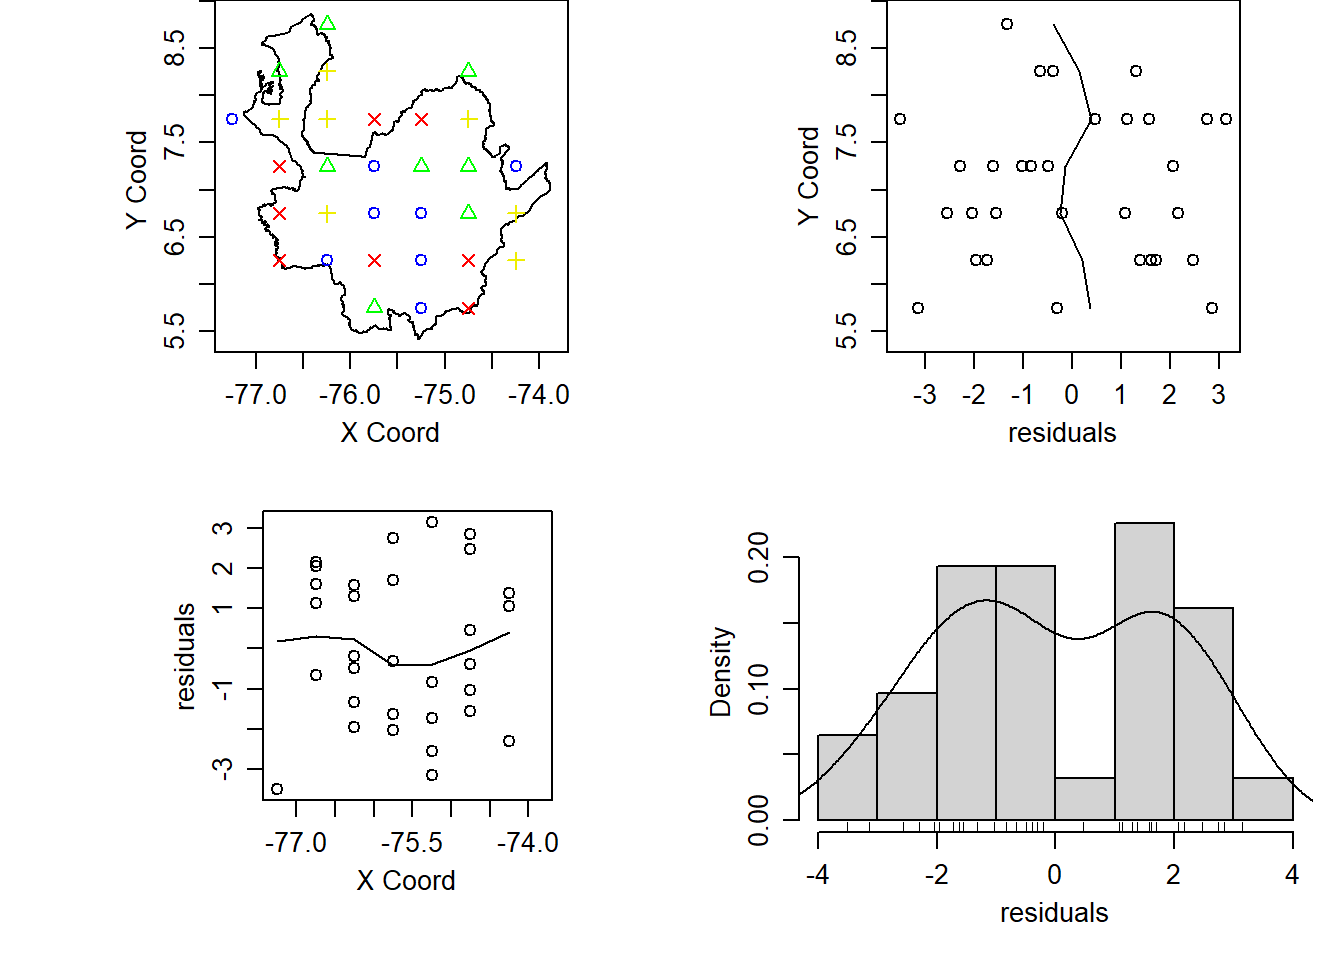 8.5
7.5
6.5
5.5
Y Coord
-77.0 -76.0 -75.0 -74.0
X Coord
8.5
7.5
6.5
5.5
Y Coord
-3 -2 -1 0 1 2 3
residuals
3
2
1
-1
-3
residuals
-77.0 -75.5 -74.0
X Coord
0.20
0.10
0.00
Density
-4 -2 0 2 4
residuals